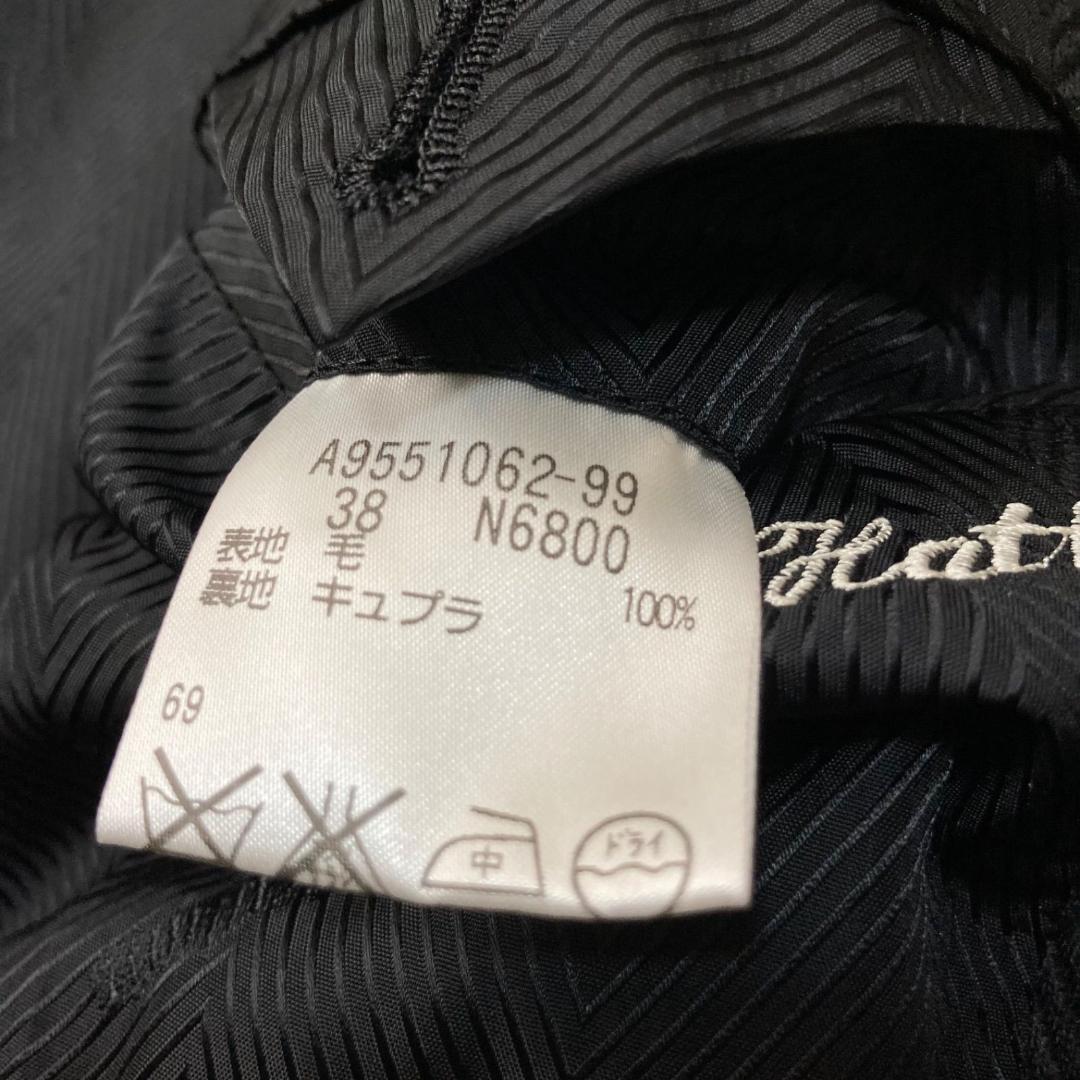 A9551062-99
38 N6800
表地 毛
裏地 キュプラ 100%
69
中 ドライ